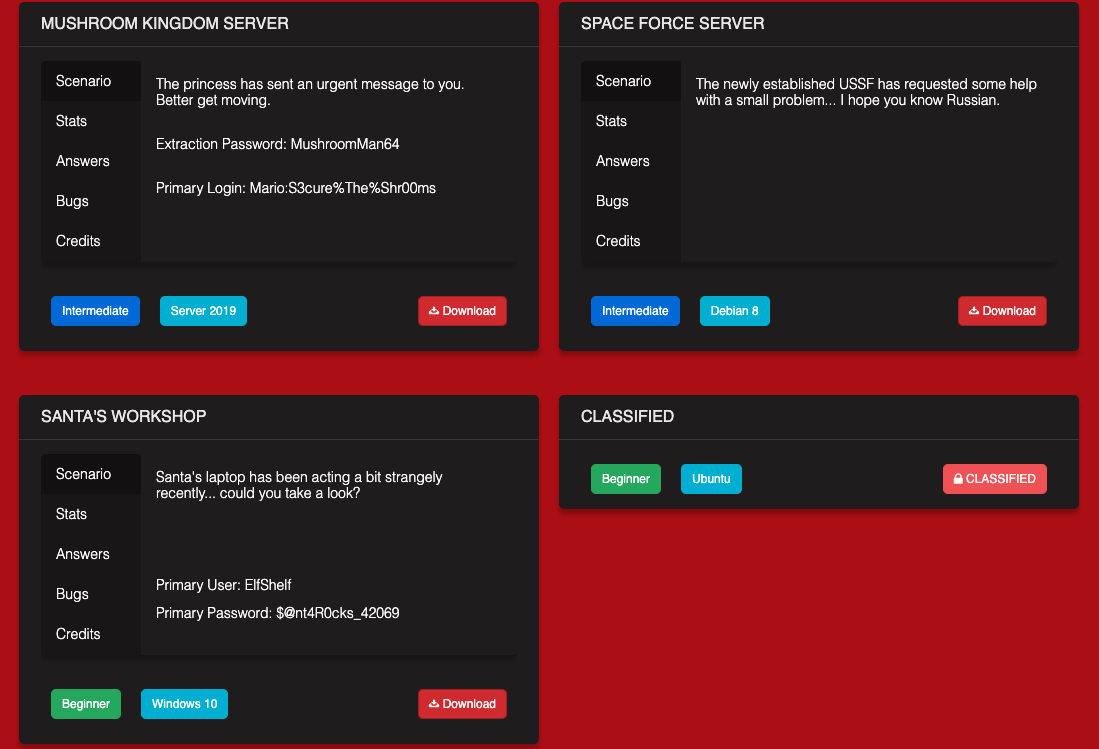 MUSHROOM KINGDOM SERVER
Scenario
Stats
Answers
Bugs
Credits
The princess has sent an urgent message to you.
Better get moving.
Extraction Password: MushroomMan64
Primary Login: Mario:S3cure%The%Shr00ms
Intermediate
Server 2019
Download
SPACE FORCE SERVER
Scenario
Stats
Answers
Bugs
Credits
The newly established USSF has requested some help
with a small problem... I hope you know Russian.
Intermediate
Debian 8
Download
SANTA'S WORKSHOP
Scenario
Stats
Answers
Bugs
Credits
Santa's laptop has been acting a bit strangely
recently... could you take a look?
Primary User: ElfShelf
Primary Password: $@nt4R0cks_42069
Beginner
Windows 10
Download
CLASSIFIED
Beginner
Ubuntu
CLASSIFIED